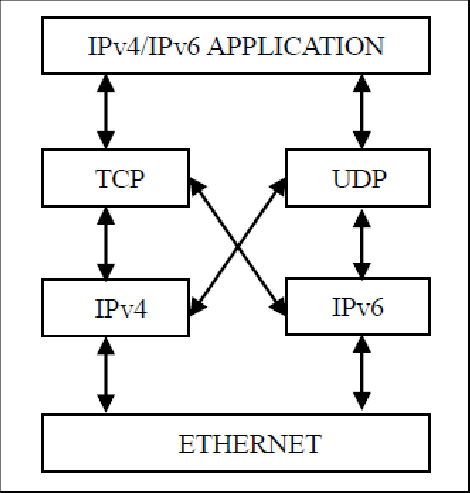 IPv4/IPv6 APPLICATION
TCP
UDP
IPv4
IPv6
ETHERNET